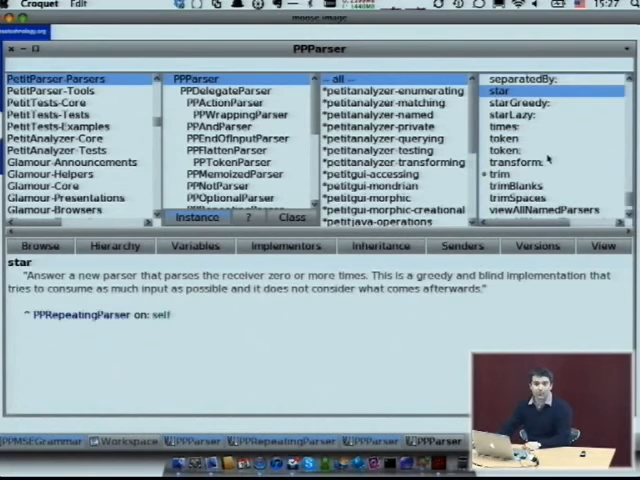 Croquet Edit
15:27
moose.image
PPParser
PetitParser-Parsers
PetitParser-Tools
PetitTests-Core
PetitTests-Tests
PetitTests-Examples
PetitAnalyzer-Core
PetitAnalyzer-Tests
Glamour-Announcements
Glamour-Helpers
Glamour-Core
Glamour-Browsers
PPParser
PPDelegateParser
PPActionParser
PPWrappingParser
PPAndParser
PPEndOfInputParser
PPFlattenParser
PPTokenParser
PPMemoizedParser
PPNotParser
PPOptionalParser
Instance ? Class
-- all --
*petitanalyzer-enumerating
*petitanalyzer-matching
*petitanalyzer-named
*petitanalyzer-private
*petitanalyzer-querying
*petitanalyzer-testing
*petitanalyzer-transforming
*petitgui-accessing
*petitgui-mondrian
*petitgui-morphic
*petitgui-morphic-creational
*petitjava-operations
separatedBy:
star
starGreedy:
starLazy:
times:
token
token:
transform:
trim
trimBlanks
trimSpaces
viewAllNamedParsers
Browse Hierarchy Variables Implementors Inheritance Senders Versions View
star
"Answer a new parser that parses the receiver zero or more times. This is a greedy and blind implementation that
tries to consume as much input as possible and it does not consider what comes afterwards."
^ PPRepeatingParser on: self
PPMSEGrammar Workspace PPParser PPRepeatingParser PPParser PPParser